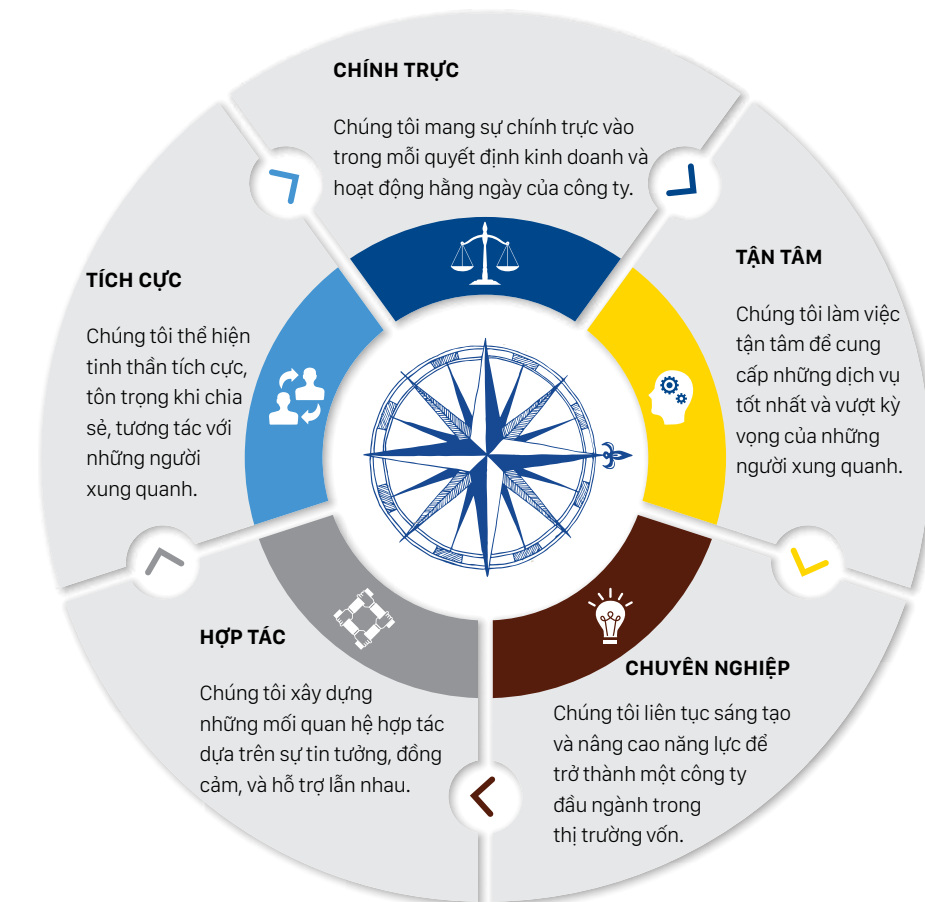 CHÍNH TRỰC
Chúng tôi mang sự chính trực vào
trong mỗi quyết định kinh doanh và
hoạt động hằng ngày của công ty.
TẬN TÂM
Chúng tôi làm việc
tận tâm để cung
cấp những dịch vụ
tốt nhất và vượt kỳ
vọng của những
người xung quanh.
CHUYÊN NGHIỆP
Chúng tôi liên tục sáng tạo
và nâng cao năng lực để
trở thành một công ty
đầu ngành trong
thị trường vốn.
HỢP TÁC
Chúng tôi xây dựng
những mối quan hệ hợp tác
dựa trên sự tin tưởng, đồng
cảm, và hỗ trợ lẫn nhau.
TÍCH CỰC
Chúng tôi thể hiện
tinh thần tích cực,
tôn trọng khi chia
sẻ, tương tác với
những người
xung quanh.